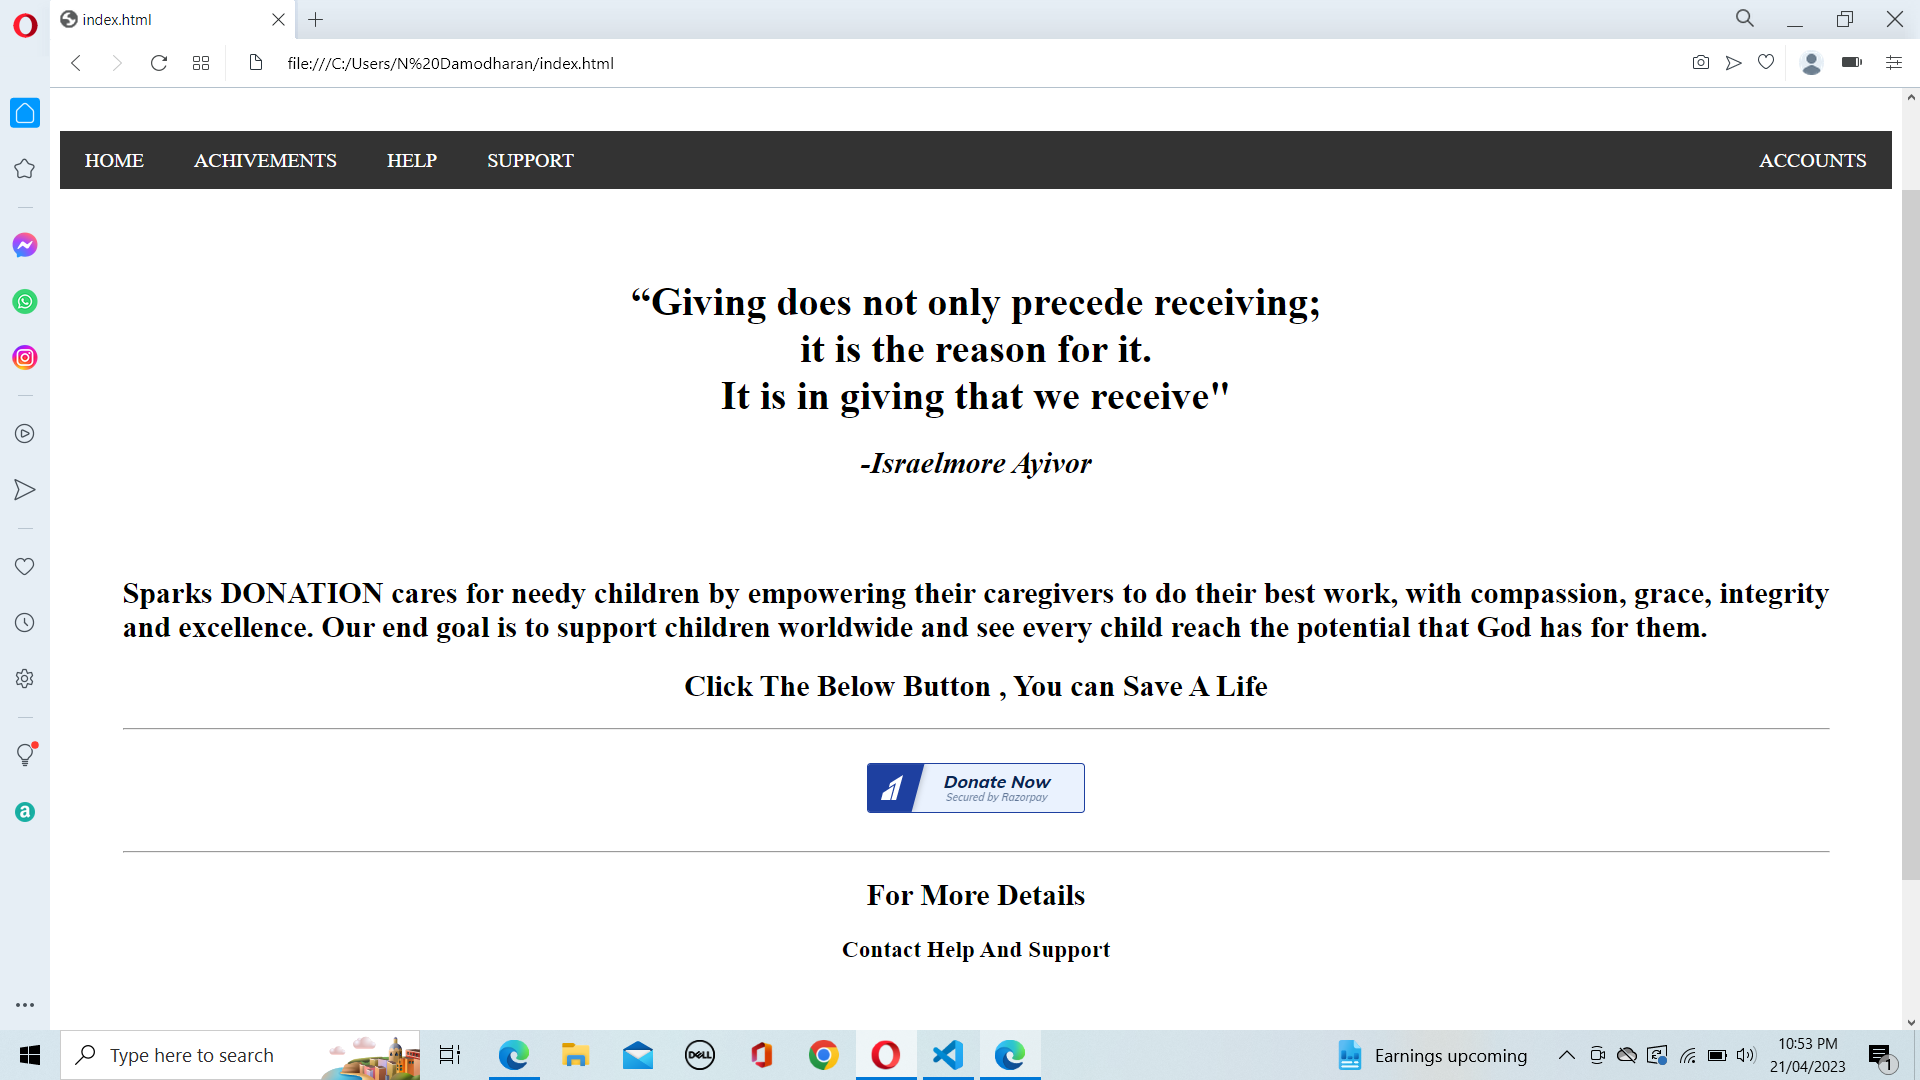 index.html
file:///C:/Users/N%20Damodharan/index.html
HOME ACHIVEMENTS HELP SUPPORT ACCOUNTS
“Giving does not only precede receiving;
it is the reason for it.
It is in giving that we receive"
-Israelmore Ayivor
Sparks DONATION cares for needy children by empowering their caregivers to do their best work, with compassion, grace, integrity
and excellence. Our end goal is to support children worldwide and see every child reach the potential that God has for them.
Click The Below Button , You can Save A Life
Donate Now
Secured by Razorpay
For More Details
Contact Help And Support
a
Type here to search
DELL
Earnings upcoming
10:53 PM
21/04/2023
1